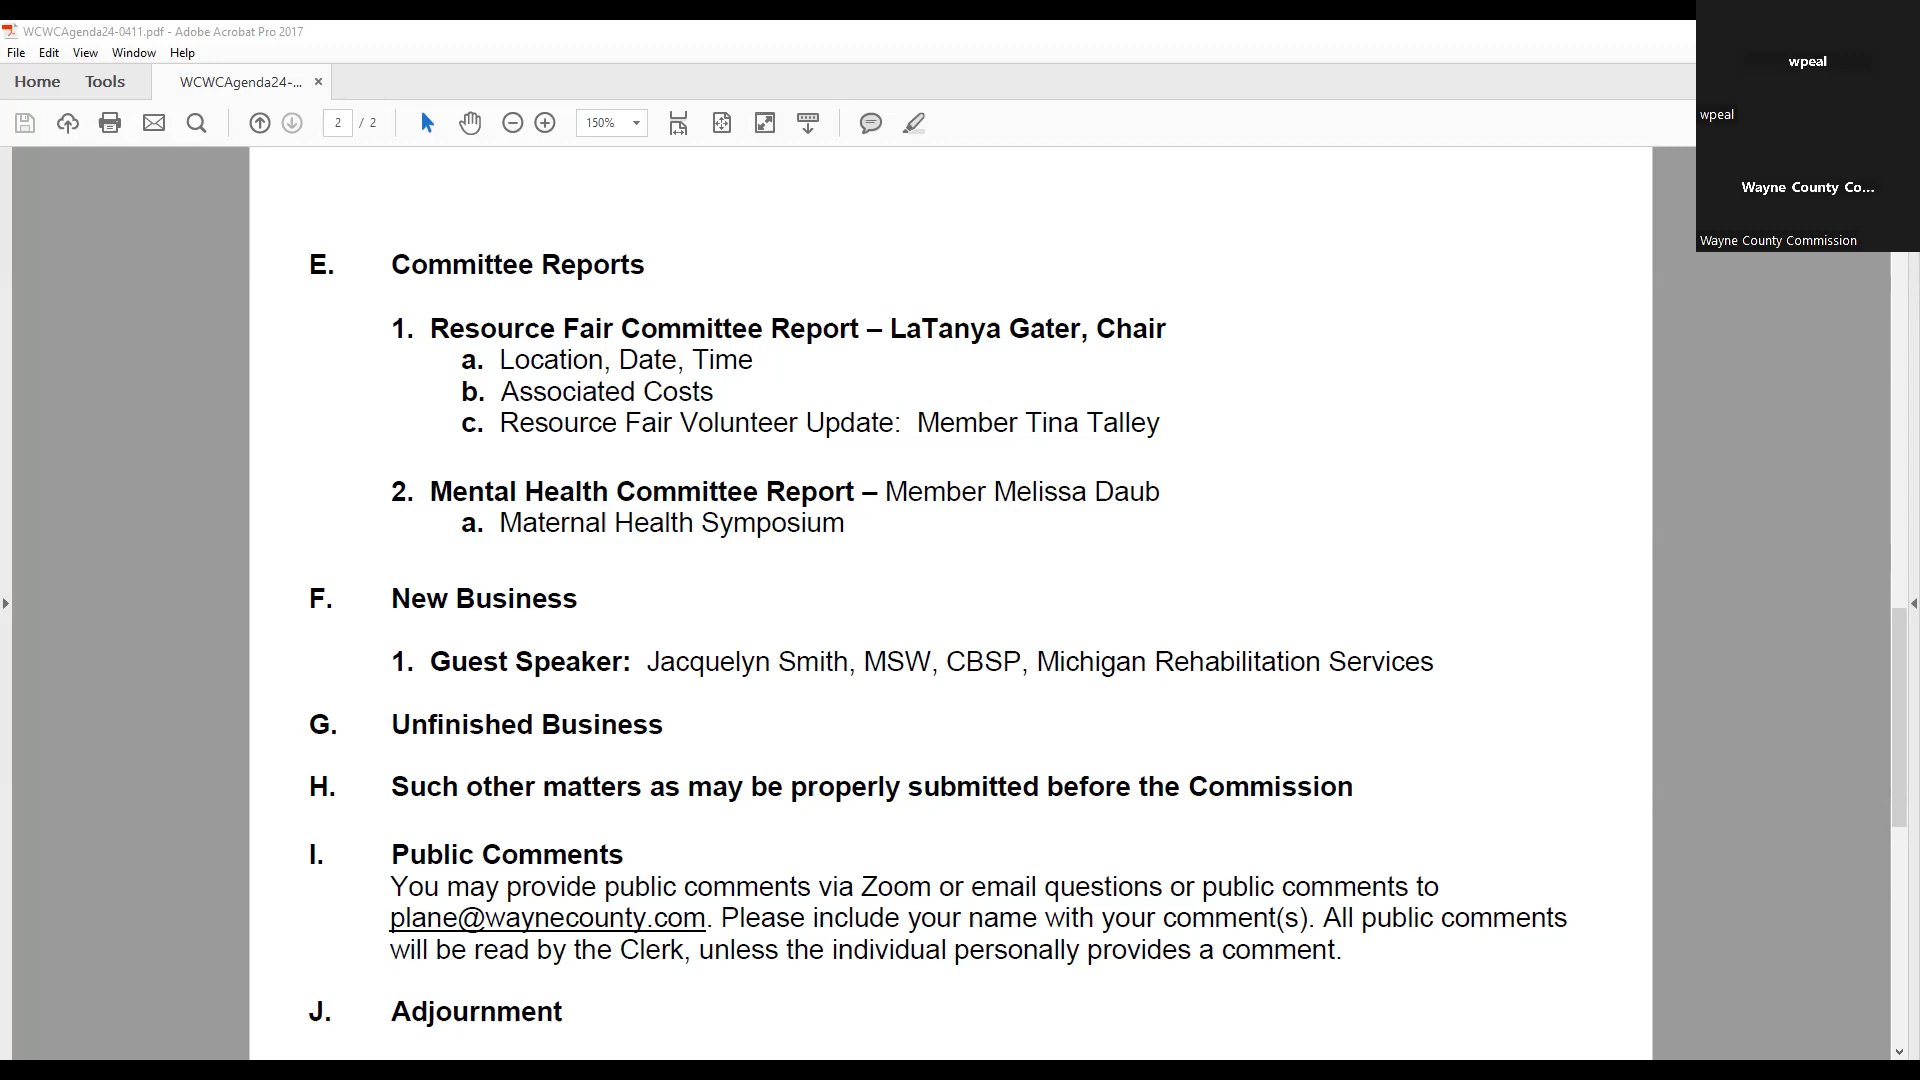 WCWCAgenda24-0411.pdf - Adobe Acrobat Pro 2017
File Edit View Window Help
Home Tools WCWCAgenda24-... ×
2 / 2 150%
wpeal
wpeal
Wayne County Co...
Wayne County Commission
E. Committee Reports
1. Resource Fair Committee Report – LaTanya Gater, Chair
a. Location, Date, Time
b. Associated Costs
c. Resource Fair Volunteer Update: Member Tina Talley
2. Mental Health Committee Report – Member Melissa Daub
a. Maternal Health Symposium
F. New Business
1. Guest Speaker: Jacquelyn Smith, MSW, CBSP, Michigan Rehabilitation Services
G. Unfinished Business
H. Such other matters as may be properly submitted before the Commission
I. Public Comments
You may provide public comments via Zoom or email questions or public comments to
plane@waynecounty.com. Please include your name with your comment(s). All public comments
will be read by the Clerk, unless the individual personally provides a comment.
J. Adjournment